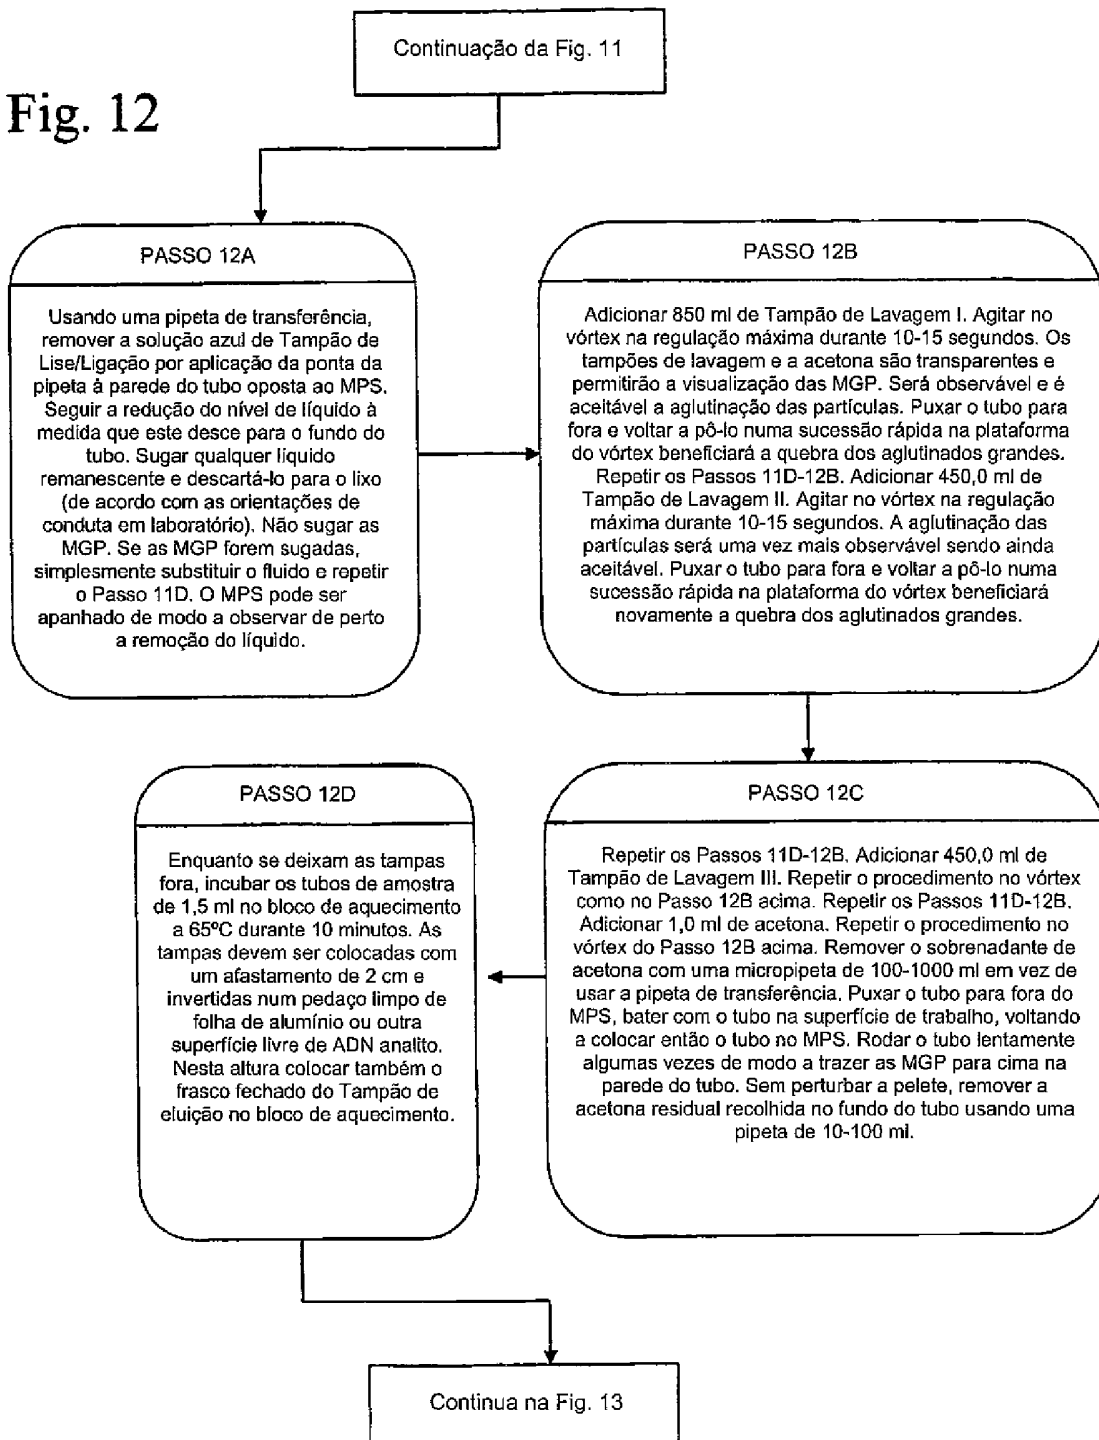 Continuação da Fig. 11
Fig. 12
PASSO 12A
Usando uma pipeta de transferência,
remover a solução azul de Tampão de
Lise/Ligação por aplicação da ponta da
pipeta à parede do tubo oposta ao MPS.
Seguir a redução do nível de líquido à
medida que este desce para o fundo do
tubo. Sugar qualquer líquido
remanescente e descartá-lo para o lixo
(de acordo com as orientações de
conduta em laboratório). Não sugar as
MGP. Se as MGP forem sugadas,
simplesmente substituir o fluido e repetir
o Passo 11D. O MPS pode ser
apanhado de modo a observar de perto
a remoção do líquido.
PASSO 12B
Adicionar 850 ml de Tampão de Lavagem I. Agitar no
vórtex na regulação máxima durante 10-15 segundos. Os
tampões de lavagem e a acetona são transparentes e
permitirão a visualização das MGP. Será observável e é
aceitável a aglutinação das partículas. Puxar o tubo para
fora e voltar a pô-lo numa sucessão rápida na plataforma
do vórtex beneficiará a quebra dos aglutinados grandes.
Repetir os Passos 11D-12B. Adicionar 450,0 ml de
Tampão de Lavagem II. Agitar no vórtex na regulação
máxima durante 10-15 segundos. A aglutinação das
partículas será uma vez mais observável sendo ainda
aceitável. Puxar o tubo para fora e voltar a pô-lo numa
sucessão rápida na plataforma do vórtex beneficiará
novamente a quebra dos aglutinados grandes.
PASSO 12C
Repetir os Passos 11D-12B. Adicionar 450,0 ml de
Tampão de Lavagem III. Repetir o procedimento no vórtex
como no Passo 12B acima. Repetir os Passos 11D-12B.
Adicionar 1,0 ml de acetona. Repetir o procedimento no
vórtex do Passo 12B acima. Remover o sobrenadante de
acetona com uma micropipeta de 100-1000 ml em vez de
usar a pipeta de transferência. Puxar o tubo para fora do
MPS, bater com o tubo na superfície de trabalho, voltando
a colocar então o tubo no MPS. Rodar o tubo lentamente
algumas vezes de modo a trazer as MGP para cima na
parede do tubo. Sem perturbar a pelete, remover a
acetona residual recolhida no fundo do tubo usando uma
pipeta de 10-100 ml.
PASSO 12D
Enquanto se deixam as tampas
fora, incubar os tubos de amostra
de 1,5 ml no bloco de aquecimento
a 65ºC durante 10 minutos. As
tampas devem ser colocadas com
um afastamento de 2 cm e
invertidas num pedaço limpo de
folha de alumínio ou outra
superfície livre de ADN analito.
Nesta altura colocar também o
frasco fechado do Tampão de
eluição no bloco de aquecimento.
Continua na Fig. 13